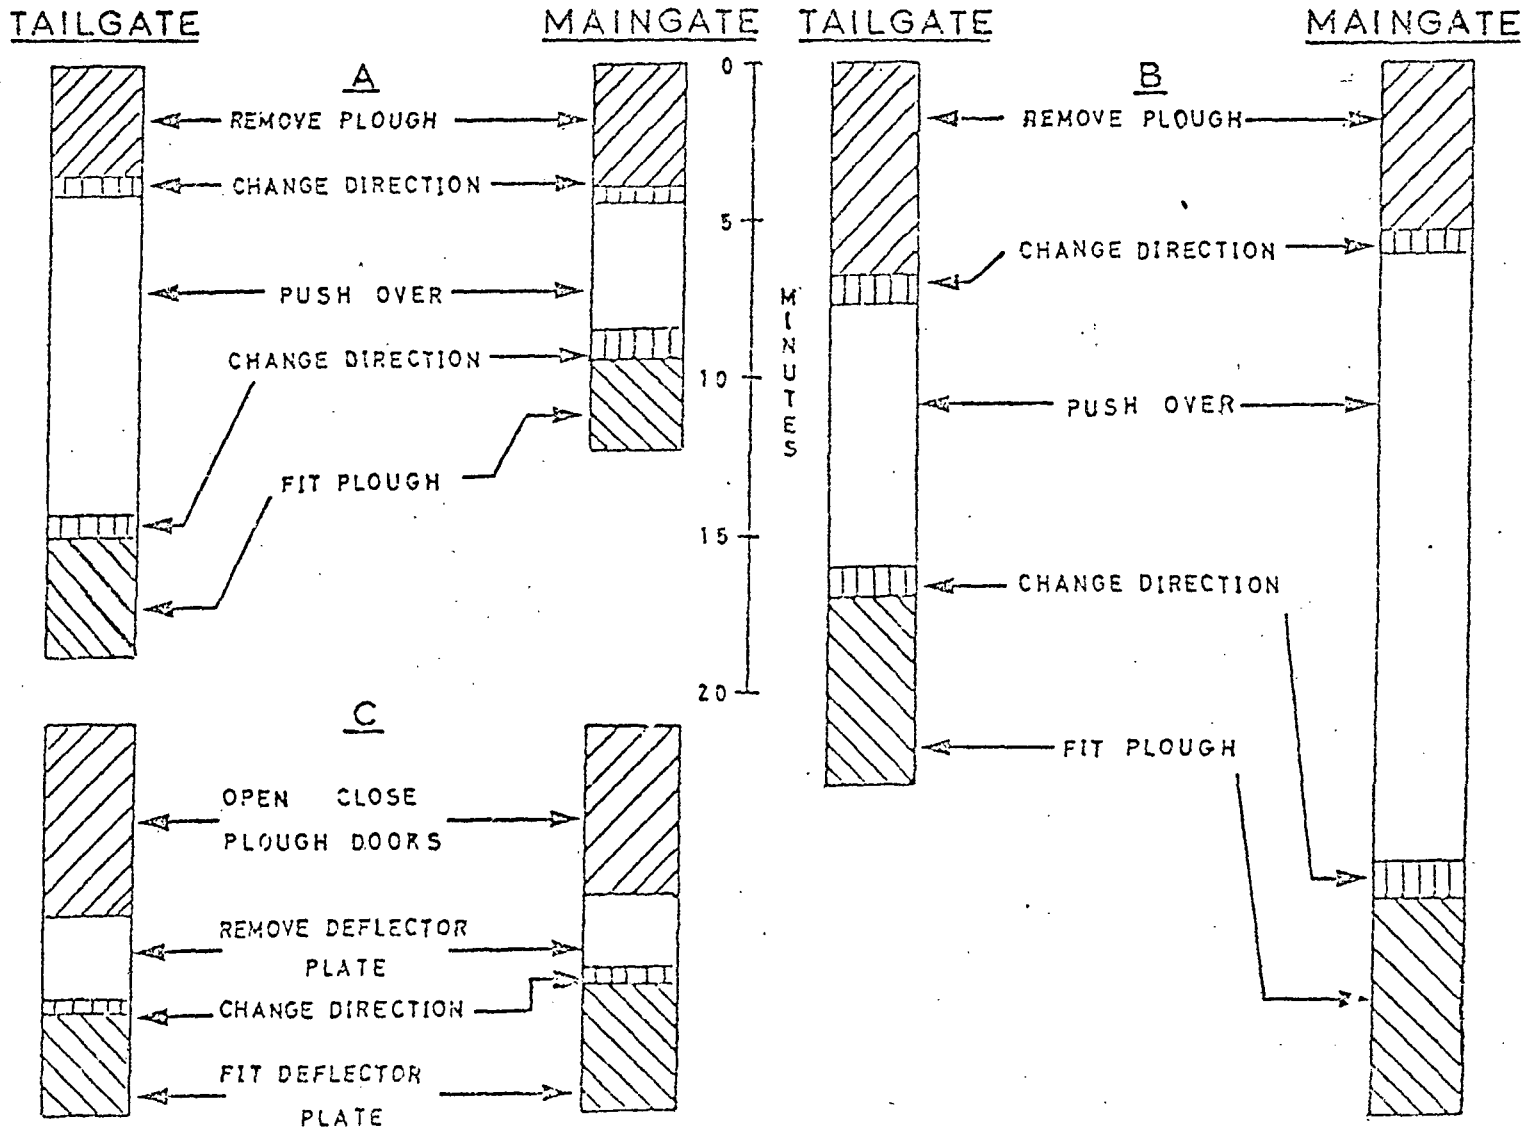 TAILGATE
MAINGATE
TAILGATE
MAINGATE
A
REMOVE PLOUGH
CHANGE DIRECTION
PUSH OVER
CHANGE DIRECTION
FIT PLOUGH
0
5
10
15
20
MINUTES
B
REMOVE PLOUGH
CHANGE DIRECTION
PUSH OVER
CHANGE DIRECTION
FIT PLOUGH
C
OPEN CLOSE
PLOUGH DOORS
REMOVE DEFLECTOR
PLATE
CHANGE DIRECTION
FIT DEFLECTOR
PLATE